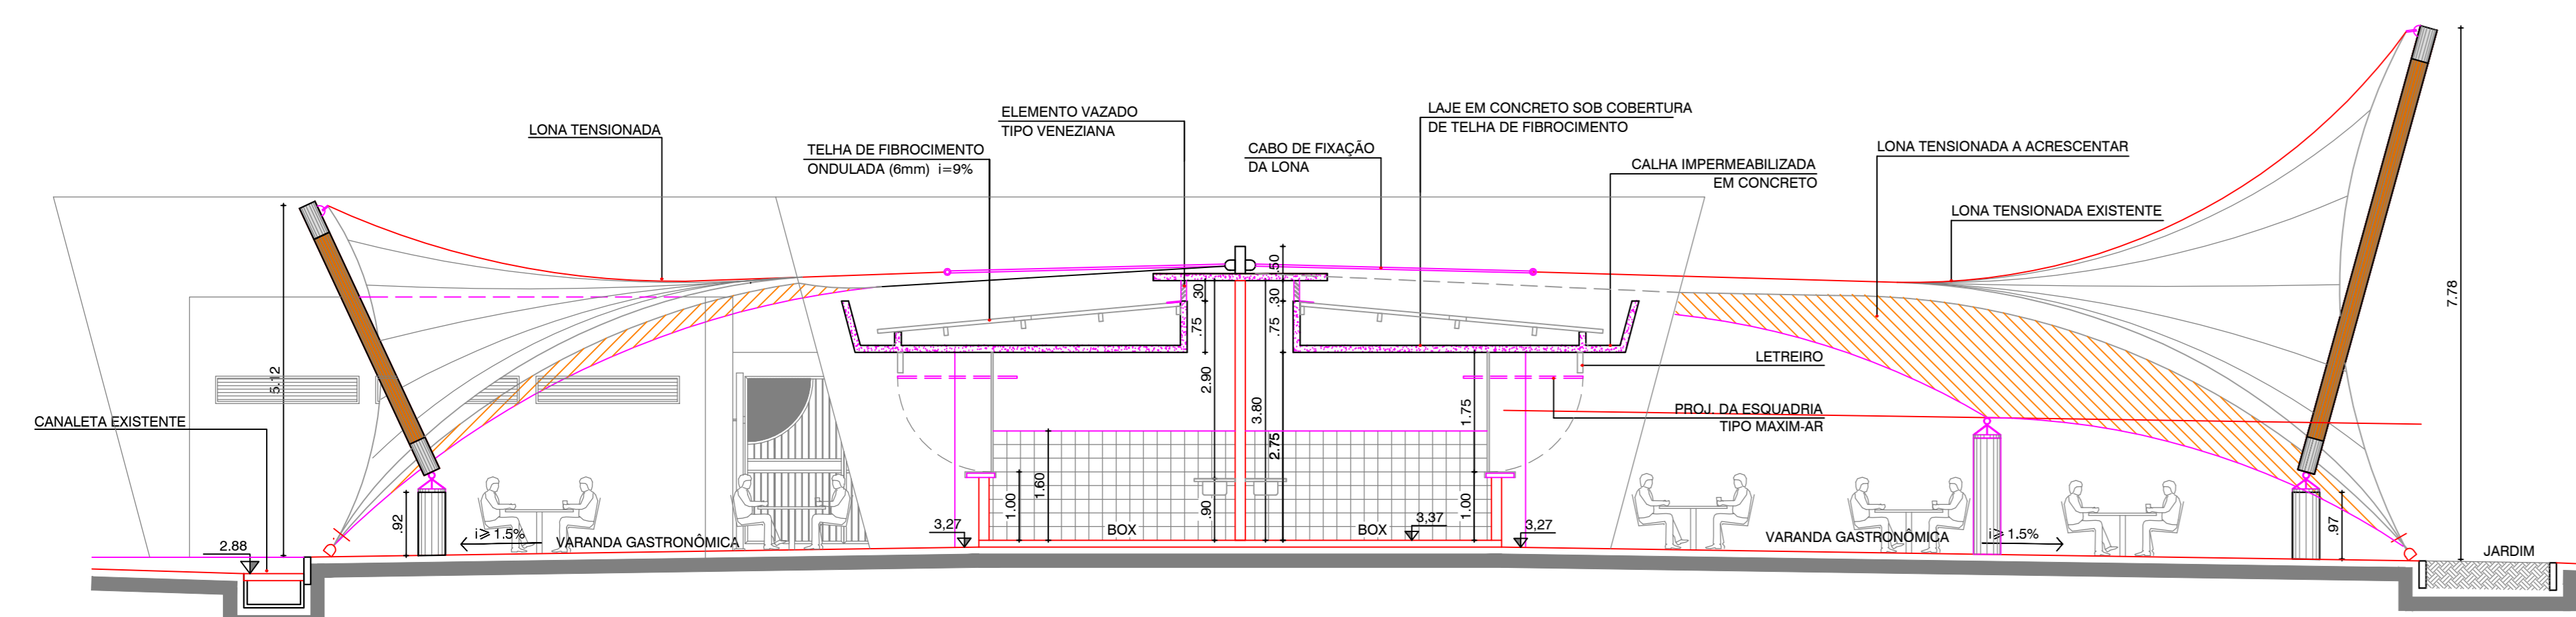 LONA TENSIONADA
TELHA DE FIBROCIMENTO
ONDULADA (6mm) i=9%
ELEMENTO VAZADO
TIPO VENEZIANA
CABO DE FIXAÇÃO
DA LONA
LAJE EM CONCRETO SOB COBERTURA
DE TELHA DE FIBROCIMENTO
CALHA IMPERMEABILIZADA
EM CONCRETO
LONA TENSIONADA A ACRESCENTAR
LONA TENSIONADA EXISTENTE
LETREIRO
PROJ. DA ESQUADRIA
TIPO MAXIM-AR
CANALETA EXISTENTE
5.12
.92
2.88
i⩾ 1.5%
VARANDA GASTRONÔMICA
3,27
1.00
1.60
BOX
.30
.75
2.90
.90
3.80
.50
.30
.75
2.75
BOX
3,37
1.75
1.00
3,27
VARANDA GASTRONÔMICA
i⩾ 1.5%
.97
7.78
JARDIM